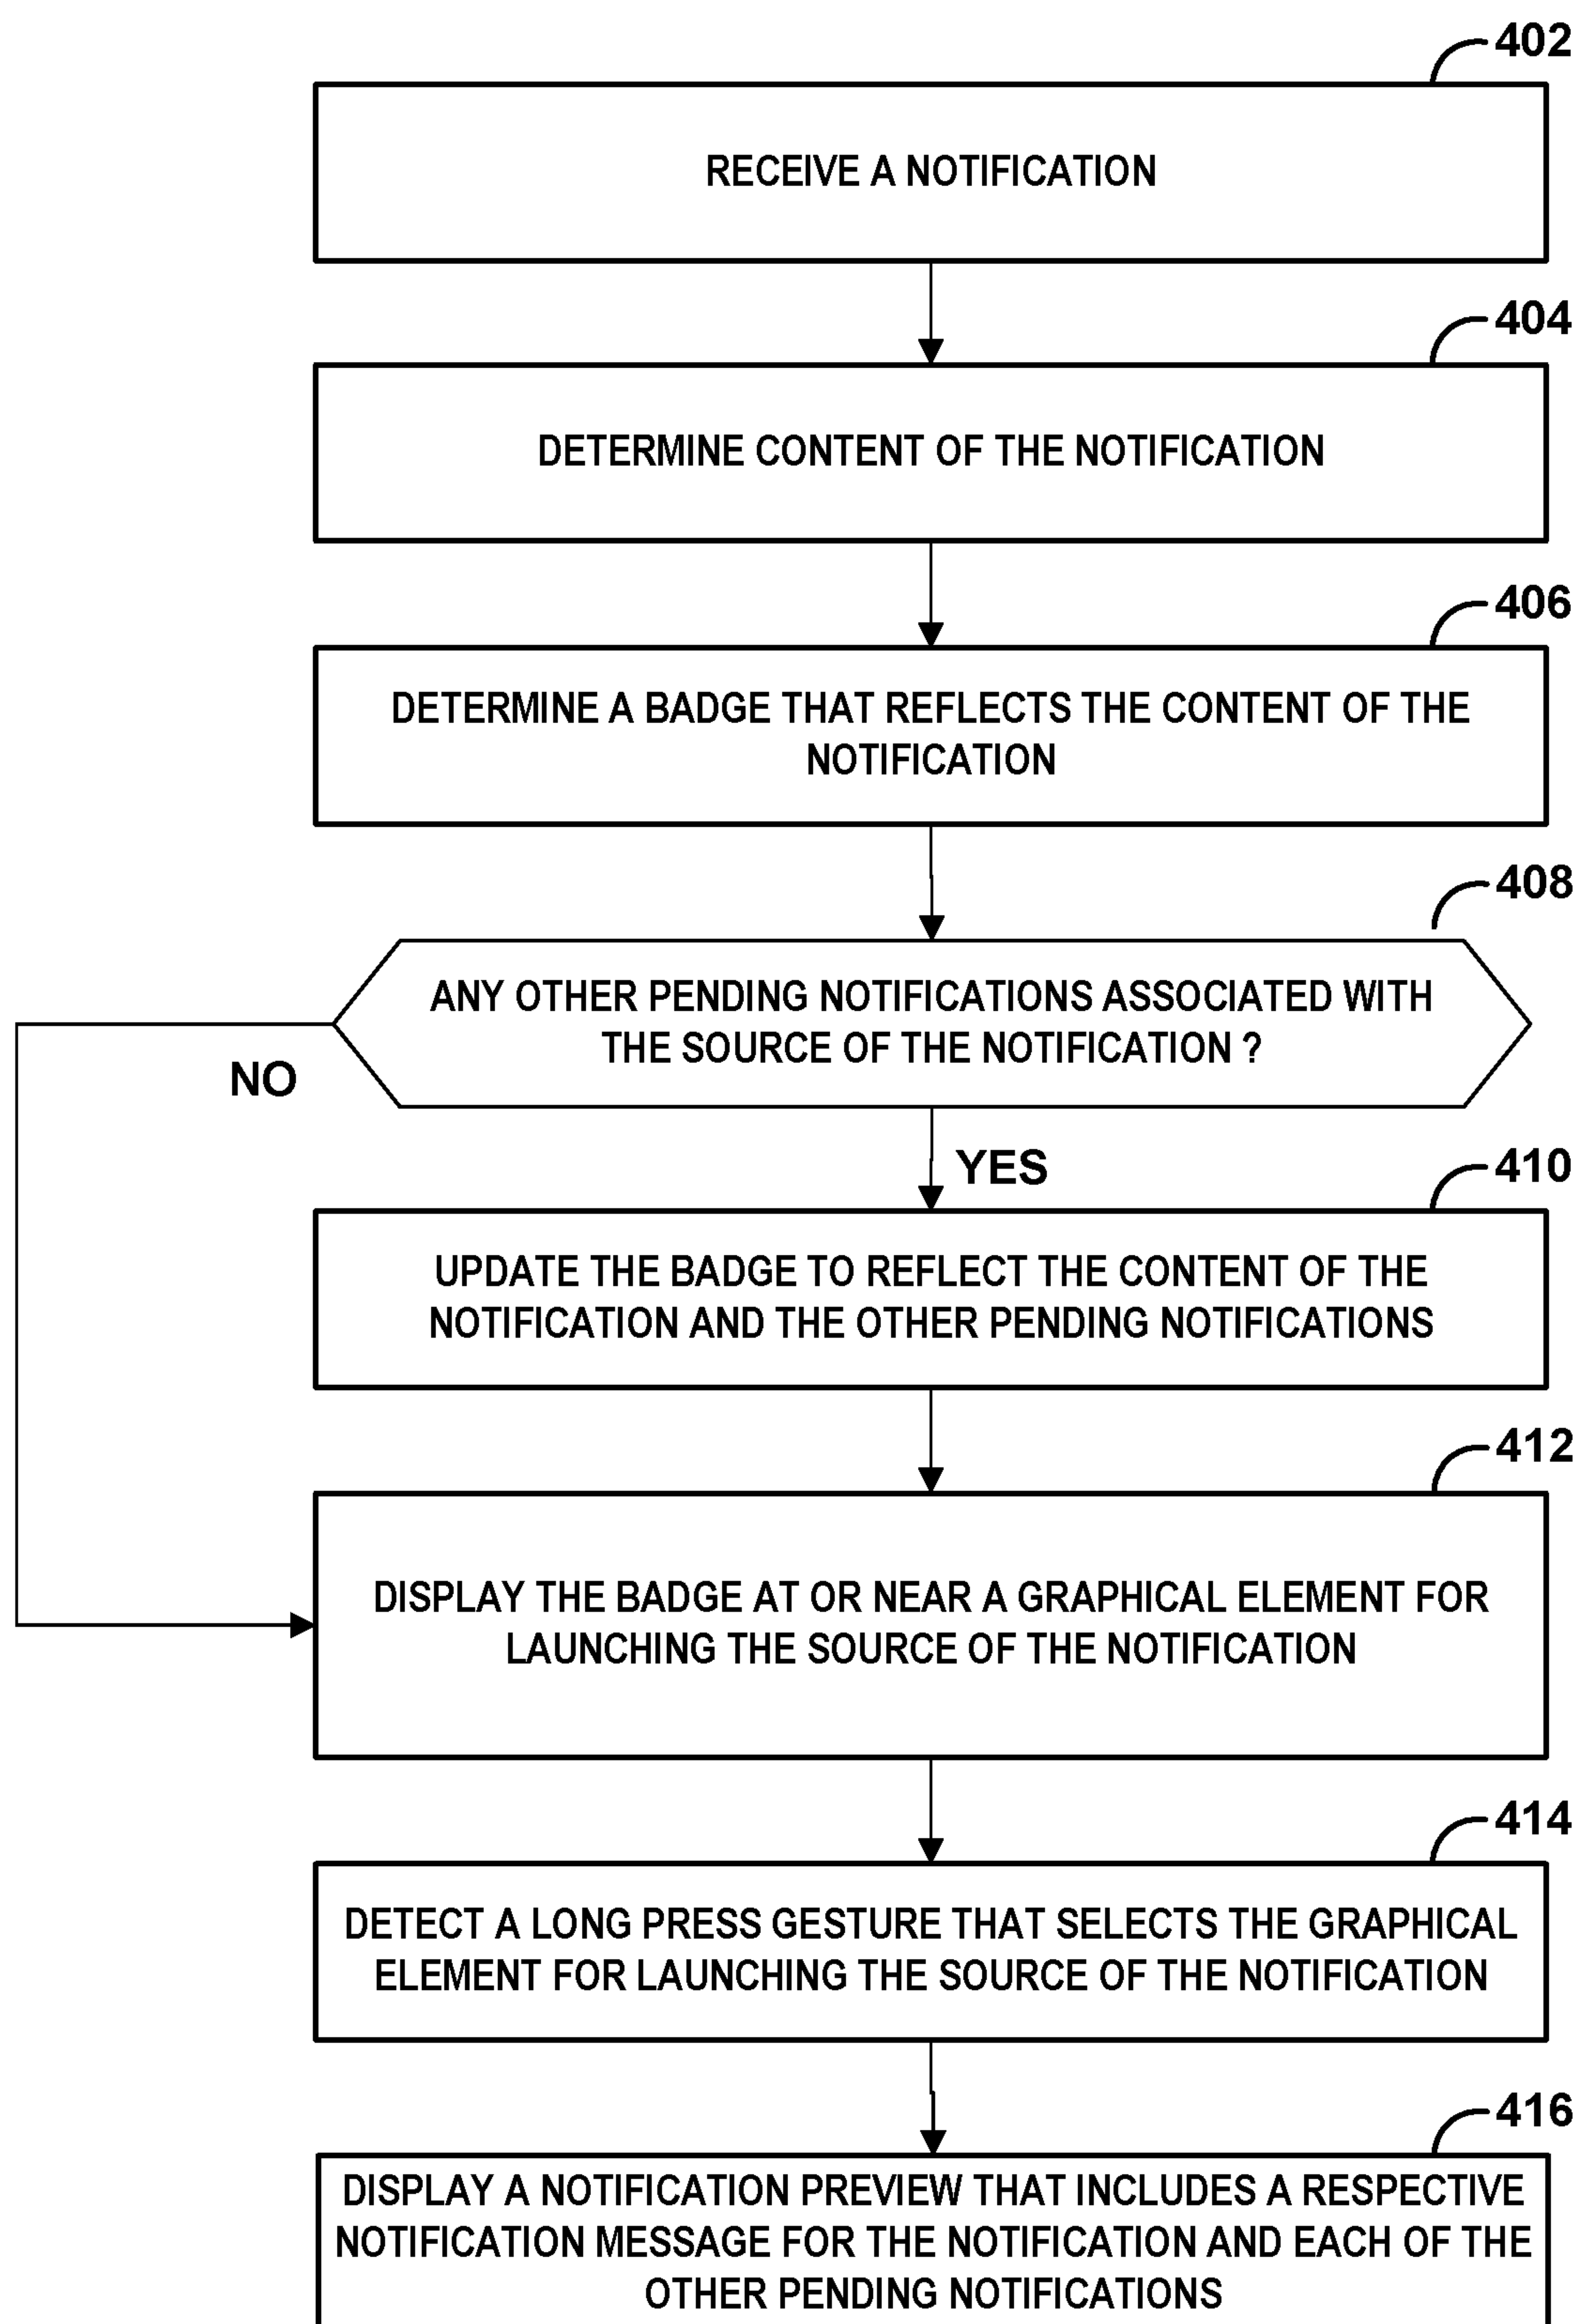 402
RECEIVE A NOTIFICATION
404
DETERMINE CONTENT OF THE NOTIFICATION
406
DETERMINE A BADGE THAT REFLECTS THE CONTENT OF THE
NOTIFICATION
408
ANY OTHER PENDING NOTIFICATIONS ASSOCIATED WITH
THE SOURCE OF THE NOTIFICATION ?
NO
YES
410
UPDATE THE BADGE TO REFLECT THE CONTENT OF THE
NOTIFICATION AND THE OTHER PENDING NOTIFICATIONS
412
DISPLAY THE BADGE AT OR NEAR A GRAPHICAL ELEMENT FOR
LAUNCHING THE SOURCE OF THE NOTIFICATION
414
DETECT A LONG PRESS GESTURE THAT SELECTS THE GRAPHICAL
ELEMENT FOR LAUNCHING THE SOURCE OF THE NOTIFICATION
416
DISPLAY A NOTIFICATION PREVIEW THAT INCLUDES A RESPECTIVE
NOTIFICATION MESSAGE FOR THE NOTIFICATION AND EACH OF THE
OTHER PENDING NOTIFICATIONS